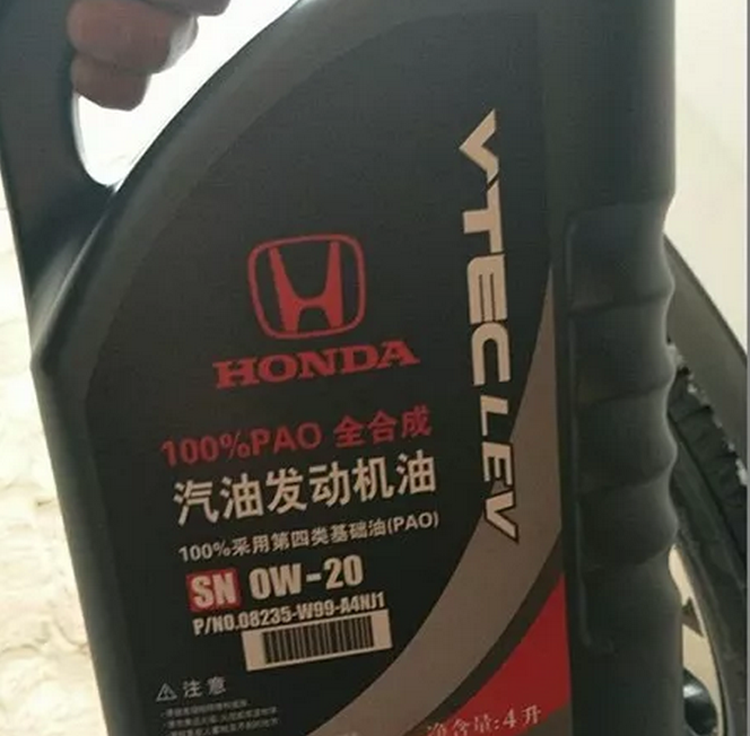 VTEC LEV
HONDA
100%PAO 全合成
汽油发动机油
100%采用第四类基础油(PAO)
SN 0W-20
P/NO.08235-W99-A4NJ1
注意
净含量:4升